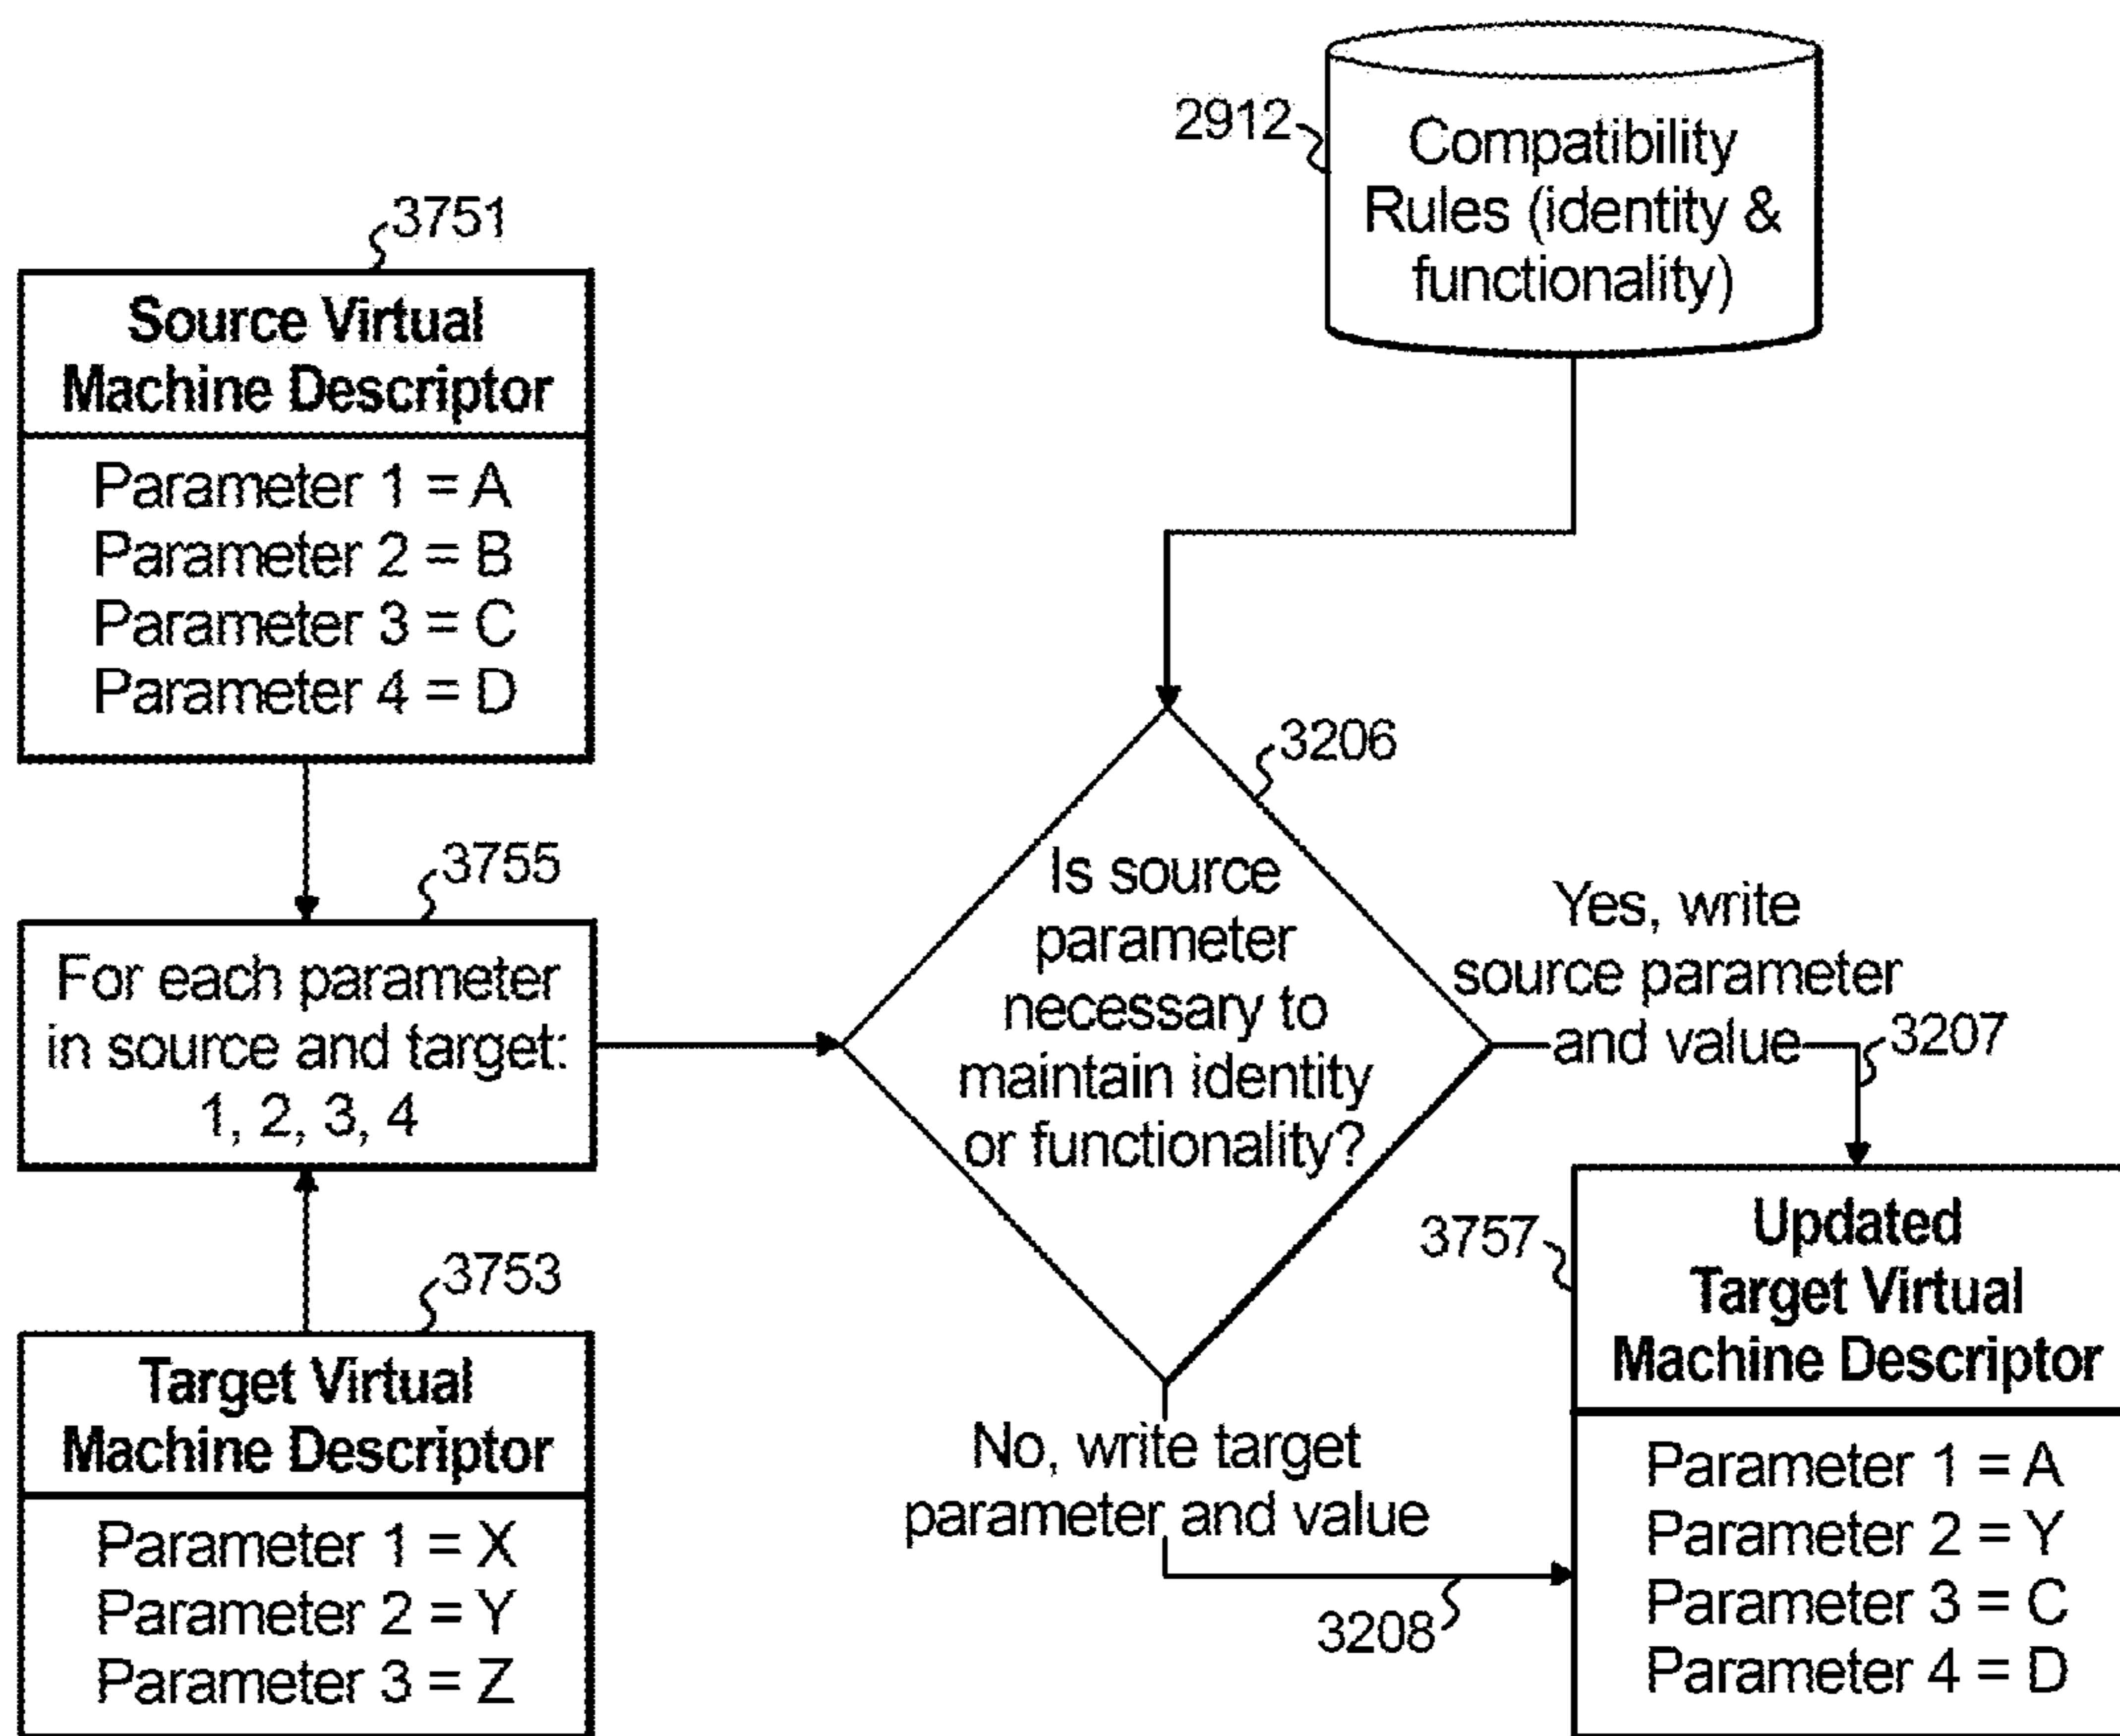 2912
Compatibility
Rules (identity &
functionality)
3751
Source Virtual
Machine Descriptor
Parameter 1 = A
Parameter 2 = B
Parameter 3 = C
Parameter 4 = D
3755
For each parameter
in source and target:
1, 2, 3, 4
3753
Target Virtual
Machine Descriptor
Parameter 1 = X
Parameter 2 = Y
Parameter 3 = Z
3206
Is source
parameter
necessary to
maintain identity
or functionality?
Yes, write
source parameter
and value
3207
No, write target
parameter and value
3208
3757
Updated
Target Virtual
Machine Descriptor
Parameter 1 = A
Parameter 2 = Y
Parameter 3 = C
Parameter 4 = D